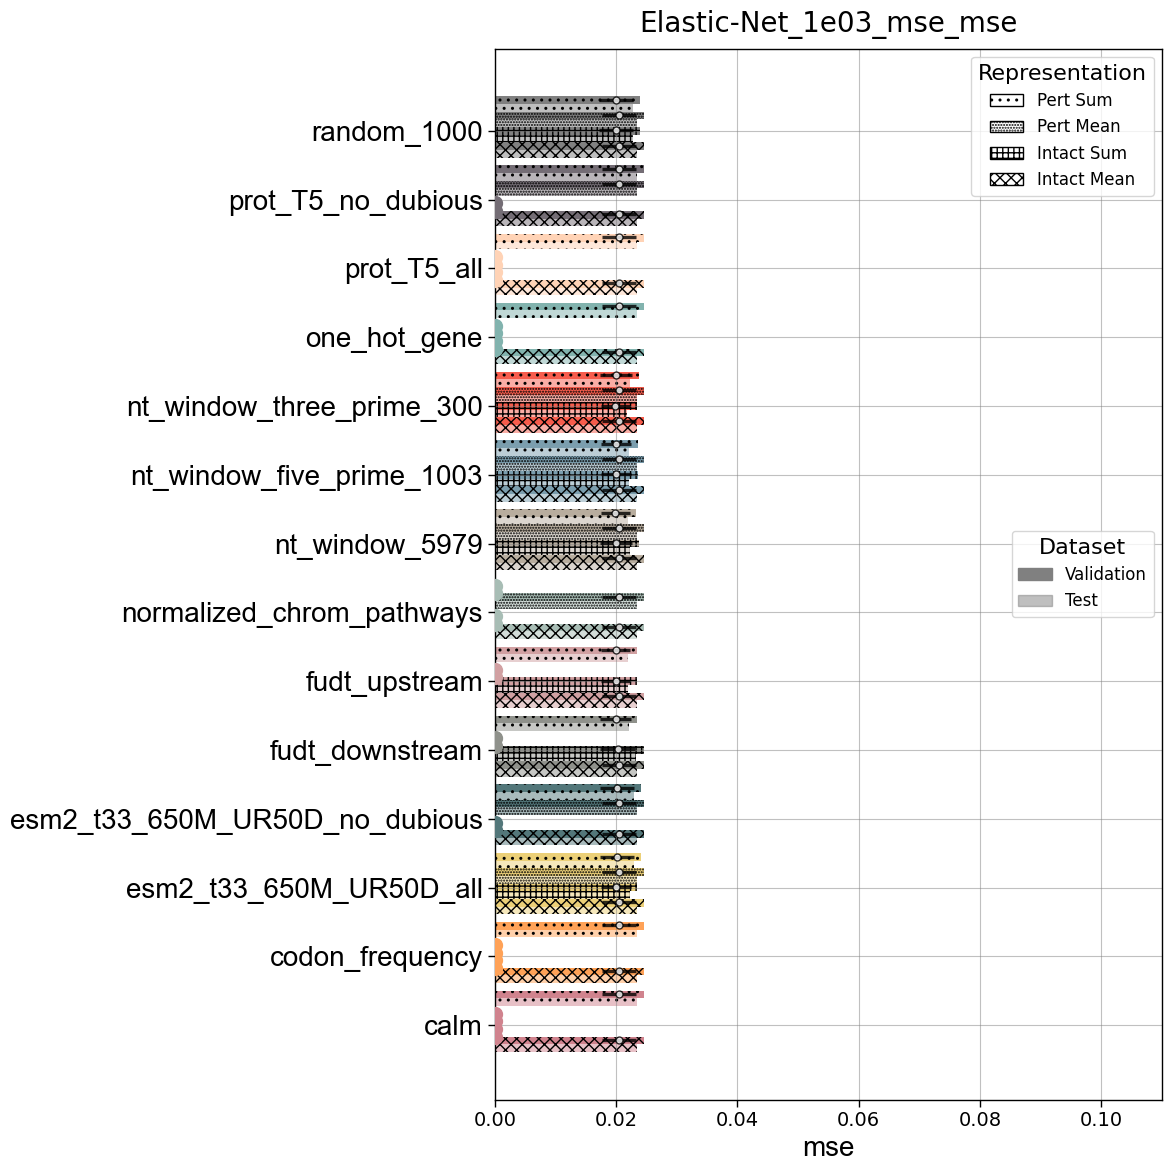 Elastic-Net_1e03_mse_mse
Representation
Pert Sum
Pert Mean
Intact Sum
Intact Mean
random_1000
prot_T5_no_dubious
prot_T5_all
one_hot_gene
nt_window_three_prime_300
nt_window_five_prime_1003
nt_window_5979
Dataset
Validation
Test
normalized_chrom_pathways
fudt_upstream
fudt_downstream
esm2_t33_650M_UR50D_no_dubious
esm2_t33_650M_UR50D_all
codon_frequency
calm
0.00 0.02 0.04 0.06 0.08 0.10
mse